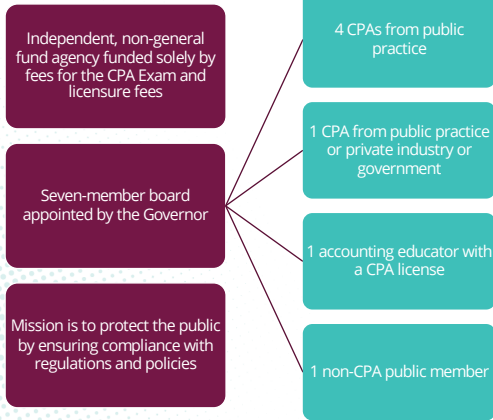 Independent, non-general
fund agency funded solely by
fees for the CPA Exam and
licensure fees
Seven-member board
appointed by the Governor
Mission is to protect the public
by ensuring compliance with
regulations and policies
4 CPAs from public
practice
1 CPA from public practice
or private industry or
government
1 accounting educator with
a CPA license
1 non-CPA public member